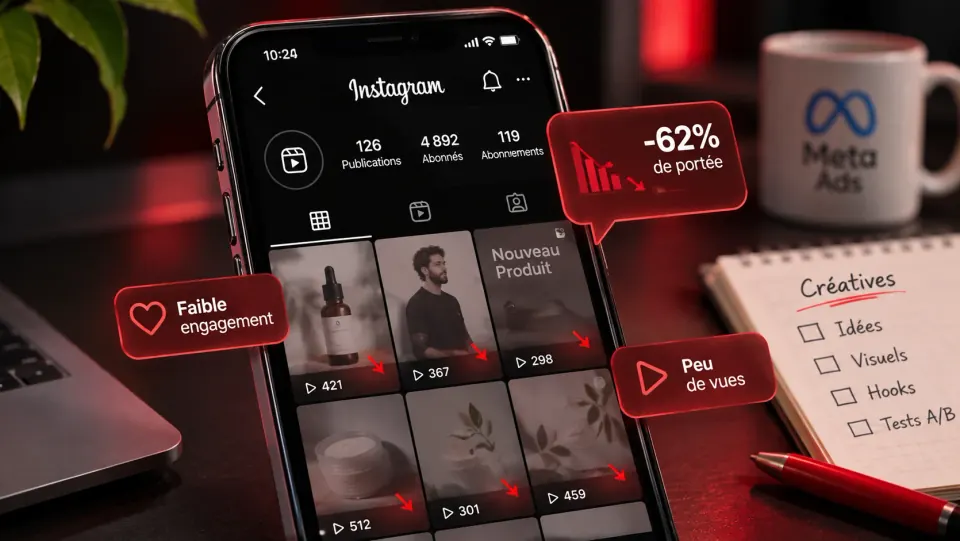 10:24
Instagram
126
Publications
4 892
Abonnés
119
Abonnements
-62%
de portée
Meta
Ads
Nouveau
Produit
Faible
engagement
421
367
298
Peu
de vues
512
301
459
Créatives
Idées
Visuels
Hooks
Tests A/B